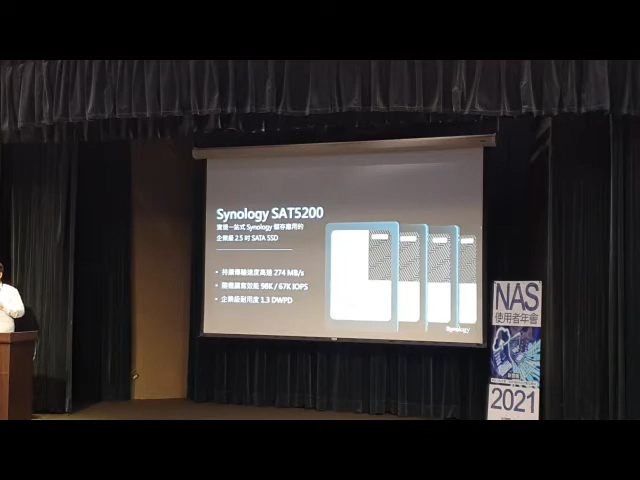 Synology SAT5200
實現一站式 Synology 儲存應用的
企業級 2.5 吋 SATA SSD
• 持續傳輸速度高達 274 MB/s
• 隨機讀寫效能 98K / 67K IOPS
• 企業級耐用度 1.3 DWPD
Synology
NAS
使用者年會
2021